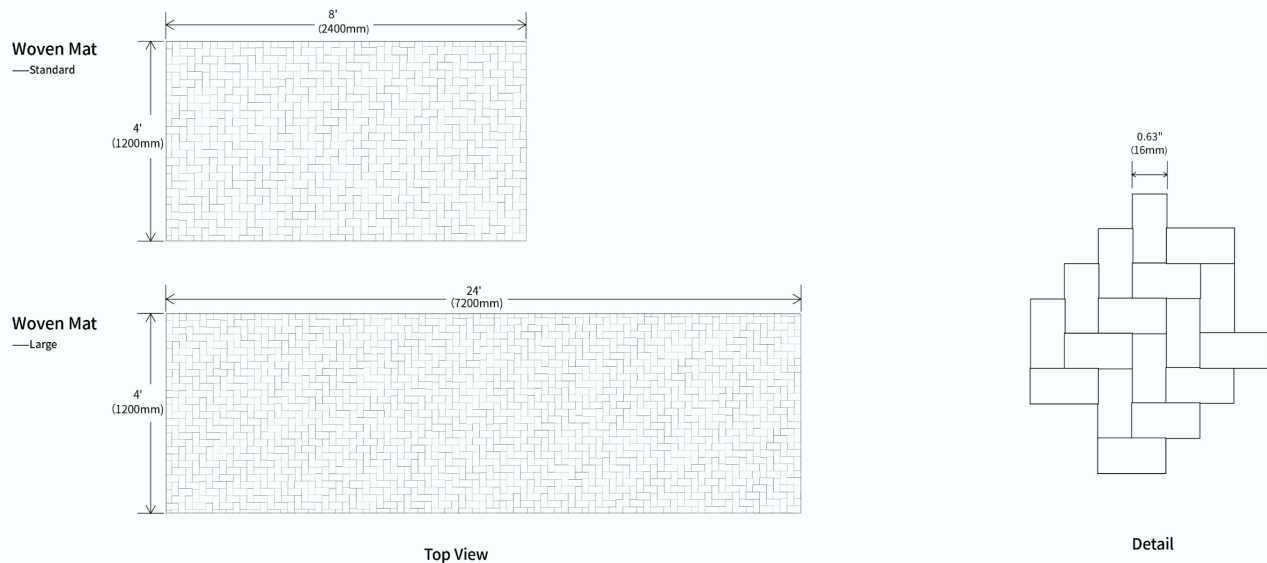 8'
(2400mm)
Woven Mat
—Standard
4'
(1200mm)
0.63"
(16mm)
24'
(7200mm)
Woven Mat
—Large
4'
(1200mm)
Top View
Detail